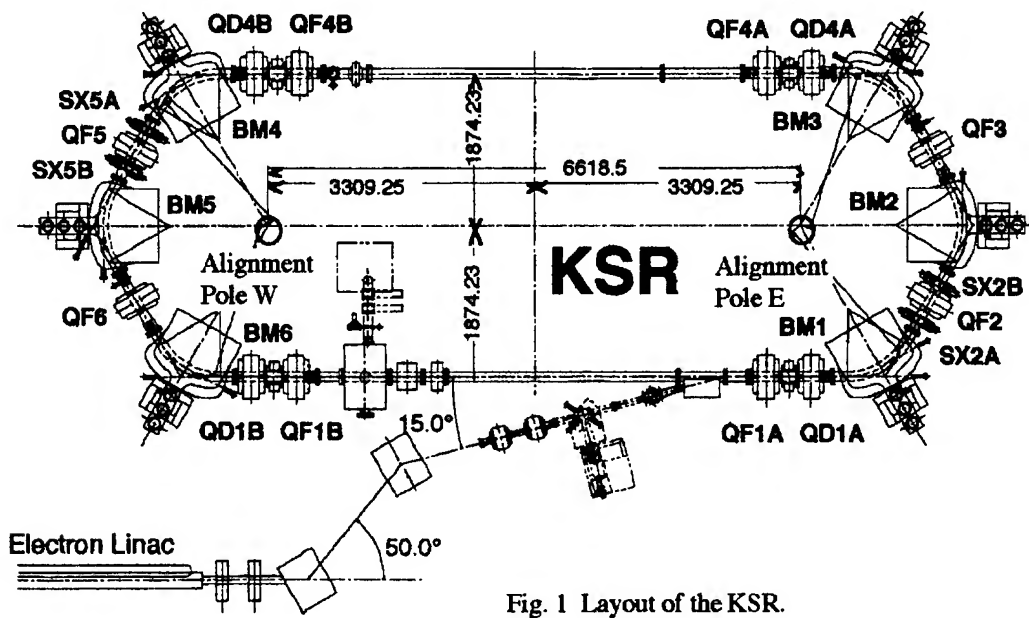 QD4B QF4B
QF4A QD4A
SX5A
QF5
SX5B
BM4
BM3
QF3
1874.23
6618.5
3309.25
3309.25
BM5
BM2
Alignment
Pole W
KSR
Alignment
Pole E
SX2B
QF2
SX2A
QF6
BM6
1874.23
BM1
QD1B QF1B
15.0°
QF1A QD1A
Electron Linac
50.0°
Fig. 1 Layout of the KSR.